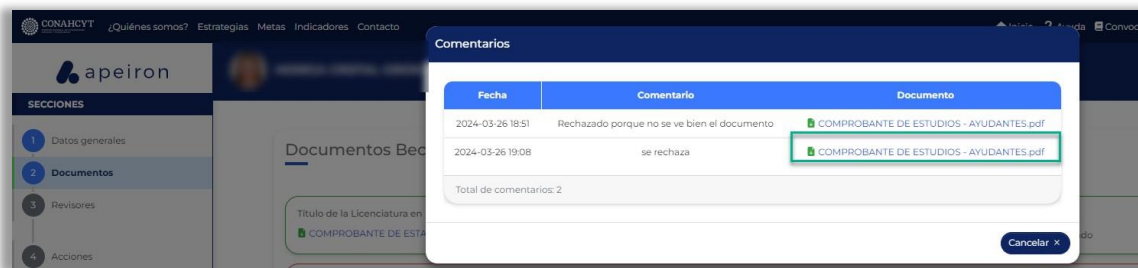 CONAHCYT ¿Quiénes somos? Estrategias Metas Indicadores Contacto
Inicio ? Ayuda Convoc
apeiron
SECCIONES
1 Datos generales
2 Documentos
3 Revisores
4 Acciones
Documentos Bec
Título de la Licenciatura en
COMPROBANTE DE ESTA
Comentarios
Fecha Comentario Documento
2024-03-26 18:51 Rechazado porque no se ve bien el documento COMPROBANTE DE ESTUDIOS - AYUDANTES.pdf
2024-03-26 19:08 se rechaza COMPROBANTE DE ESTUDIOS - AYUDANTES.pdf
Total de comentarios: 2
Cancelar ×
do